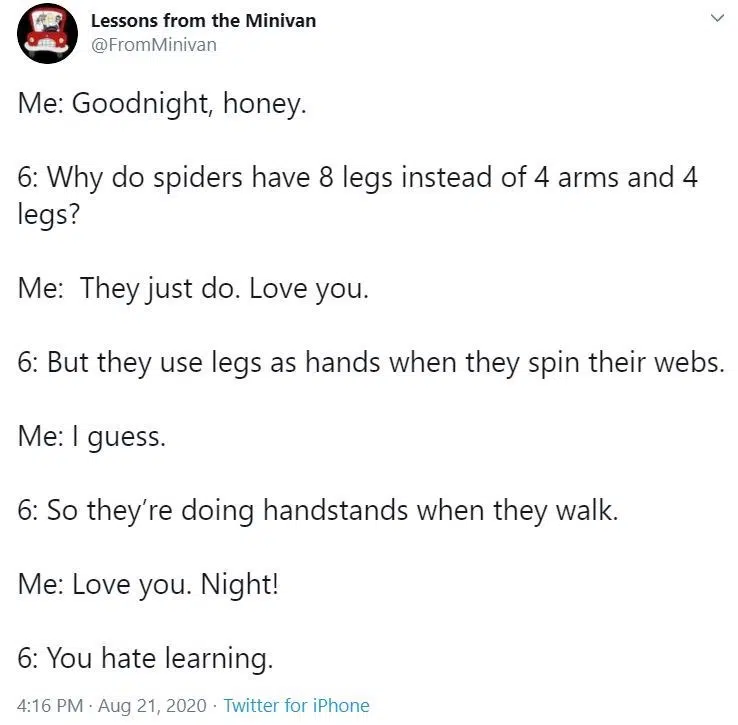 Lessons from the Minivan
@FromMinivan
Me: Goodnight, honey.
6: Why do spiders have 8 legs instead of 4 arms and 4
legs?
Me:  They just do. Love you.
6: But they use legs as hands when they spin their webs.
Me: I guess.
6: So they’re doing handstands when they walk.
Me: Love you. Night!
6: You hate learning.
4:16 PM · Aug 21, 2020 · Twitter for iPhone